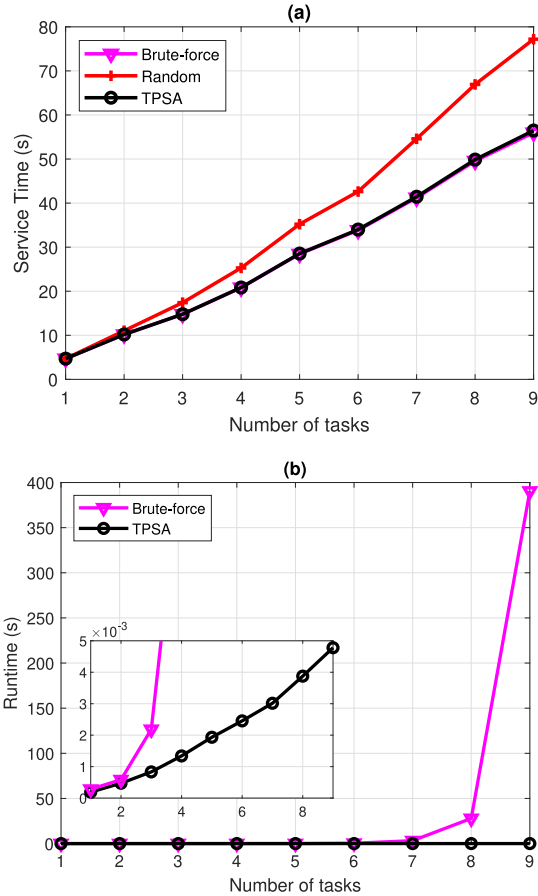 (a)
80
70
60
50
40
30
20
10
0
Service Time (s)
Brute-force
Random
TPSA
1 2 3 4 5 6 7 8 9
Number of tasks
(b)
400
350
300
250
200
150
100
50
0
Runtime (s)
Brute-force
TPSA
×10-3
5
4
3
2
1
0
2 4 6 8
1 2 3 4 5 6 7 8 9
Number of tasks